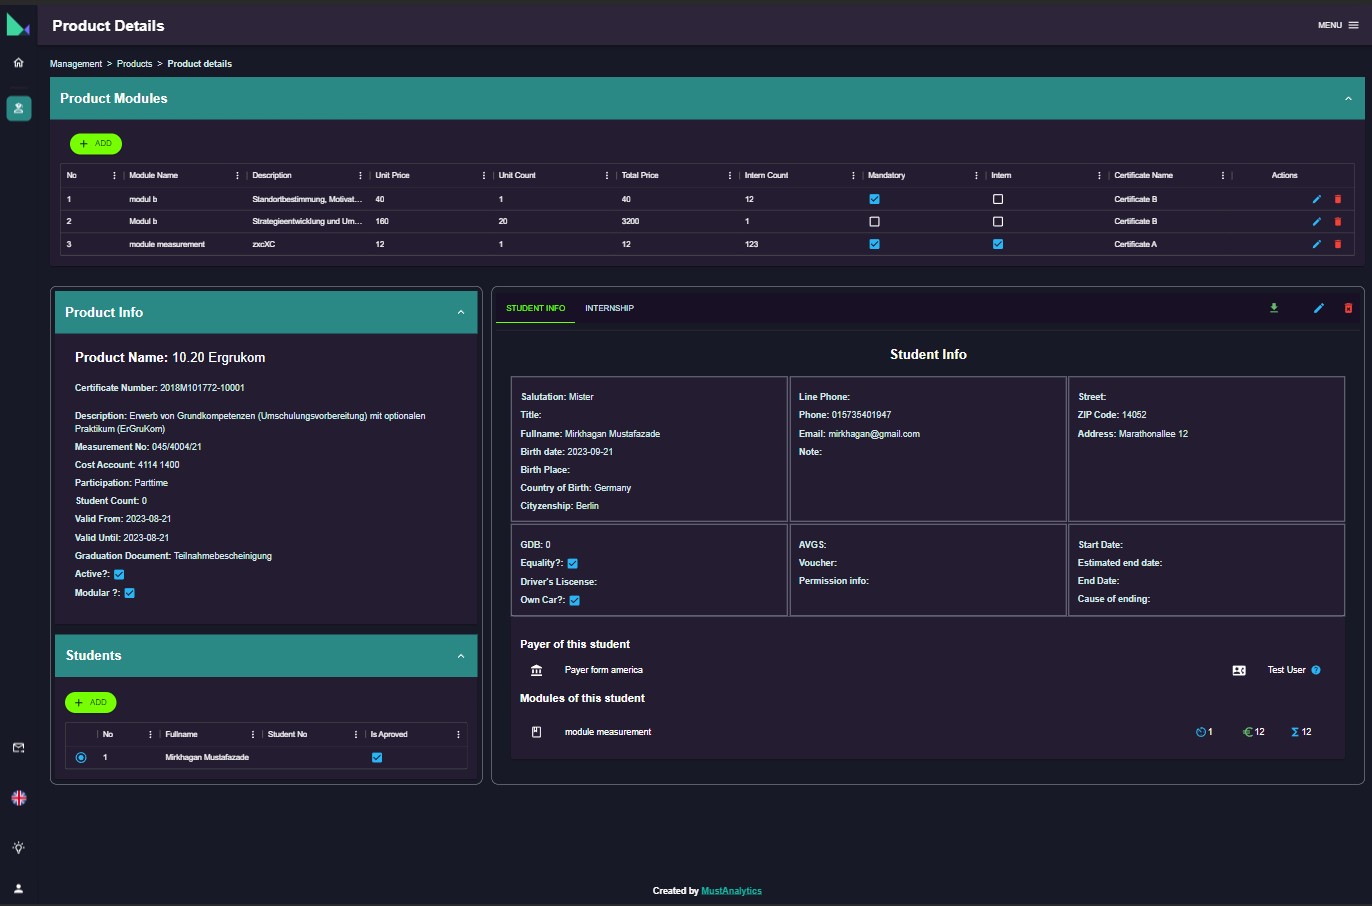 Product Details
MENU
Management > Products > Product details
Product Modules
+ ADD
No Module Name Description Unit Price Unit Count Total Price Intern Count Mandatory Intern Certificate Name Actions
1 modul b Standortbestimmung, Motivat... 40 1 40 12 Certificate B
2 Modul b Strategieentwicklung und Um... 160 20 3200 1 Certificate B
3 module measurement zxcXC 12 1 12 123 Certificate A
Product Info
Product Name: 10.20 Ergrukom
Certificate Number: 2018M101772-10001
Description: Erwerb von Grundkompetenzen (Umschulungsvorbereitung) mit optionalen
Praktikum (ErGruKom)
Measurement No: 045/4004/21
Cost Account: 4114 1400
Participation: Parttime
Student Count: 0
Valid From: 2023-08-21
Valid Until: 2023-08-21
Graduation Document: Teilnahmebescheinigung
Active?:
Modular ?:
Students
+ ADD
No Fullname Student No Is Aproved
1 Mirkhagan Mustafazade
STUDENT INFO INTERNSHIP
Student Info
Salutation: Mister
Title:
Fullname: Mirkhagan Mustafazade
Birth date: 2023-09-21
Birth Place:
Country of Birth: Germany
Cityzenship: Berlin
Line Phone:
Phone: 015735401947
Email: mirkhagan@gmail.com
Note:
Street:
ZIP Code: 14052
Address: Marathonallee 12
GDB: 0
Equality?:
Driver's Liscense:
Own Car?:
AVGS:
Voucher:
Permission info:
Start Date:
Estimated end date:
End Date:
Cause of ending:
Payer of this student
Payer form america Test User ?
Modules of this student
module measurement 1 € 12 Σ 12
Created by MustAnalytics